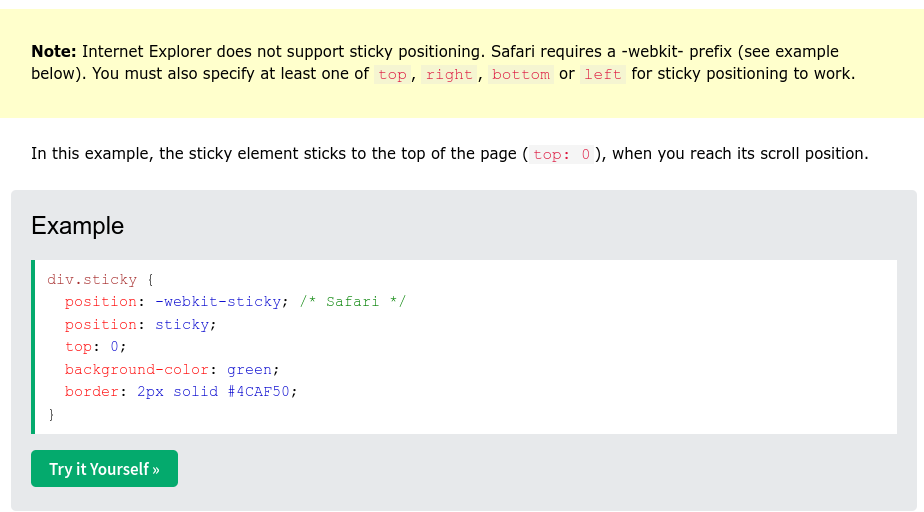 Note: Internet Explorer does not support sticky positioning. Safari requires a -webkit- prefix (see example
below). You must also specify at least one of top, right, bottom or left for sticky positioning to work.
In this example, the sticky element sticks to the top of the page (top: 0), when you reach its scroll position.
Example
div.sticky {
  position: -webkit-sticky; /* Safari */
  position: sticky;
  top: 0;
  background-color: green;
  border: 2px solid #4CAF50;
}
Try it Yourself »